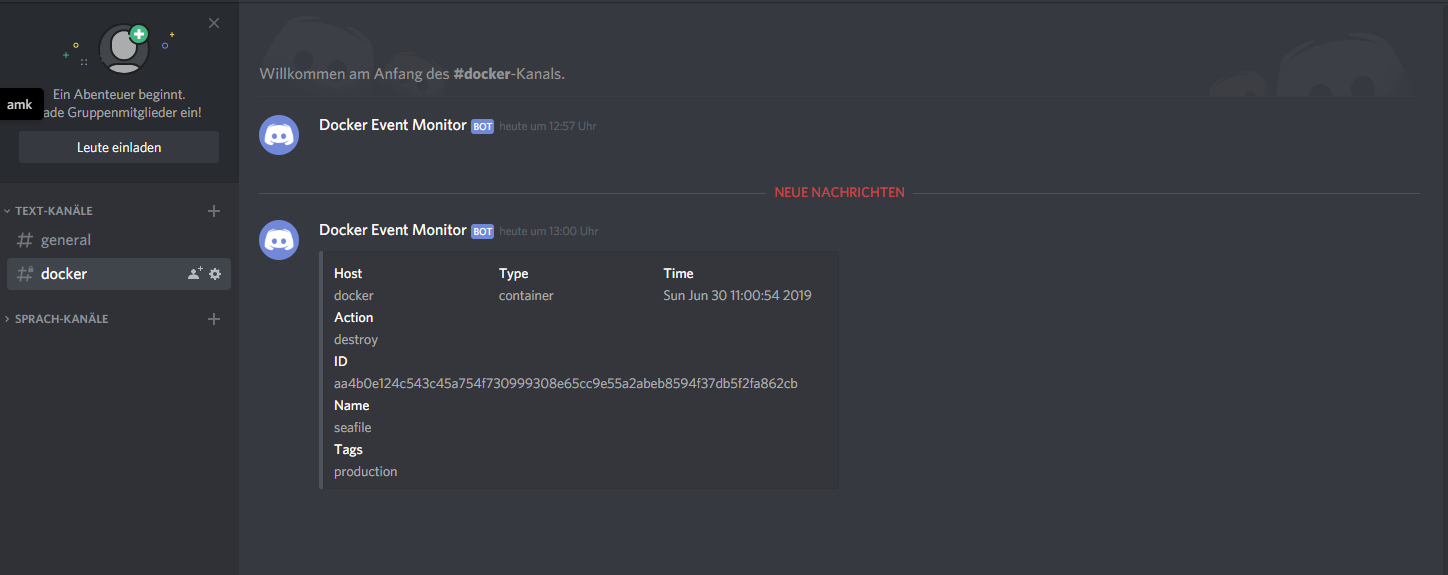 Ein Abenteuer beginnt.
amk
ade Gruppenmitglieder ein!
Leute einladen
TEXT-KANÄLE
general
docker
SPRACH-KANÄLE
Willkommen am Anfang des #docker-Kanals.
Docker Event Monitor BOT heute um 12:57 Uhr
NEUE NACHRICHTEN
Docker Event Monitor BOT heute um 13:00 Uhr
Host Type Time
docker container Sun Jun 30 11:00:54 2019
Action
destroy
ID
aa4b0e124c543c45a754f730999308e65cc9e55a2abeb8594f37db5f2fa862cb
Name
seafile
Tags
production